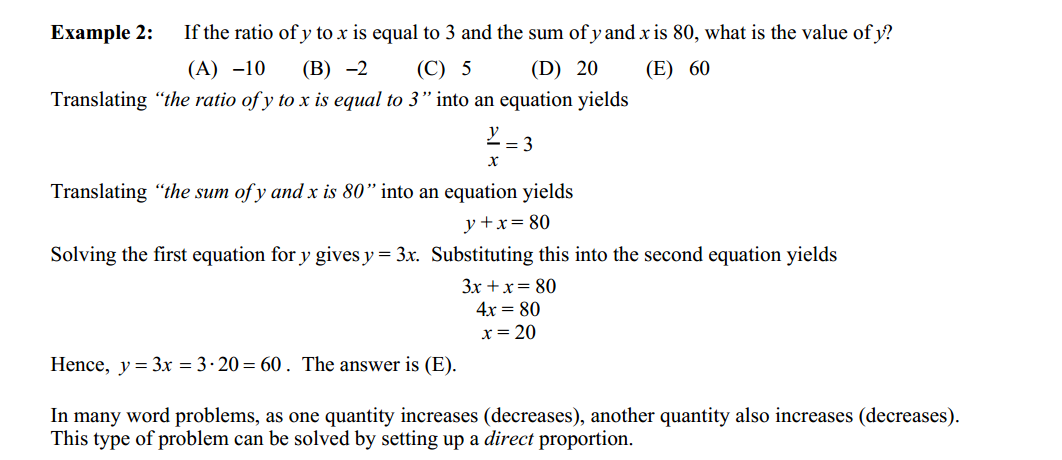 Example 2: If the ratio of y to x is equal to 3 and the sum of y and x is 80, what is the value of y?
(A) –10 (B) –2 (C) 5 (D) 20 (E) 60
Translating “the ratio of y to x is equal to 3” into an equation yields
y/x = 3
Translating “the sum of y and x is 80” into an equation yields
y + x = 80
Solving the first equation for y gives y = 3x. Substituting this into the second equation yields
3x + x = 80
4x = 80
x = 20
Hence, y = 3x = 3 · 20 = 60 . The answer is (E).
In many word problems, as one quantity increases (decreases), another quantity also increases (decreases).
This type of problem can be solved by setting up a direct proportion.